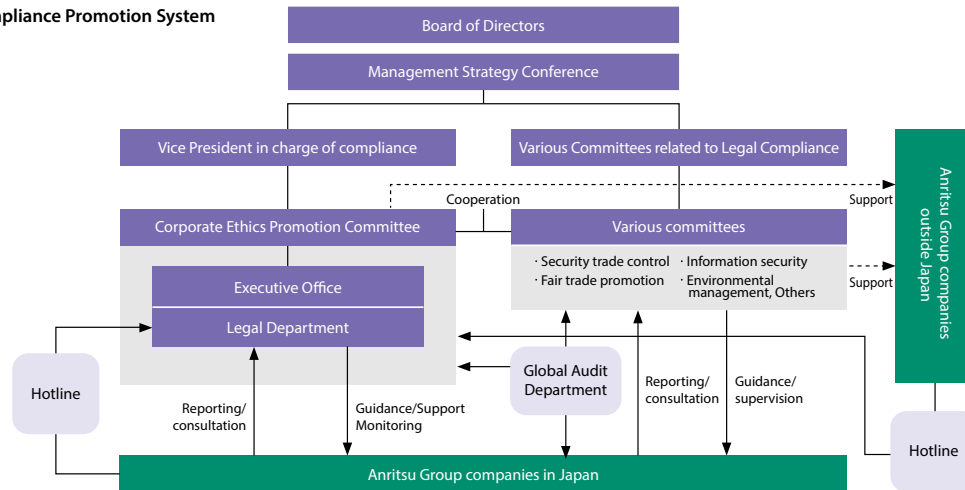 pliance Promotion System
Board of Directors
Management Strategy Conference
Vice President in charge of compliance
Various Committees related to Legal Compliance
Cooperation
Support
Corporate Ethics Promotion Committee
Various committees
· Security trade control
· Information security
· Fair trade promotion
· Environmental
management, Others
Support
Anritsu Group companies
outside Japan
Executive Office
Legal Department
Hotline
Global Audit
Department
Reporting/
consultation
Guidance/Support
Monitoring
Reporting/
consultation
Guidance/
supervision
Hotline
Anritsu Group companies in Japan